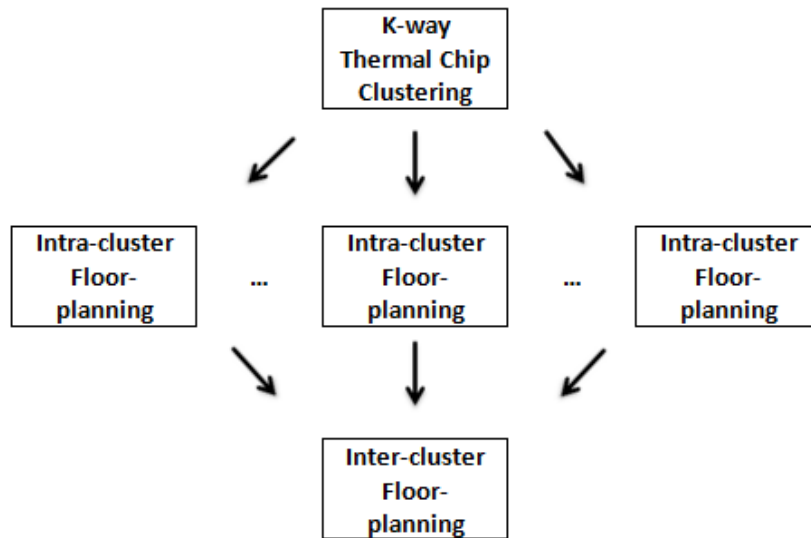 K-way
Thermal Chip
Clustering
Intra-cluster
Floor-
planning
...
Intra-cluster
Floor-
planning
...
Intra-cluster
Floor-
planning
Inter-cluster
Floor-
planning